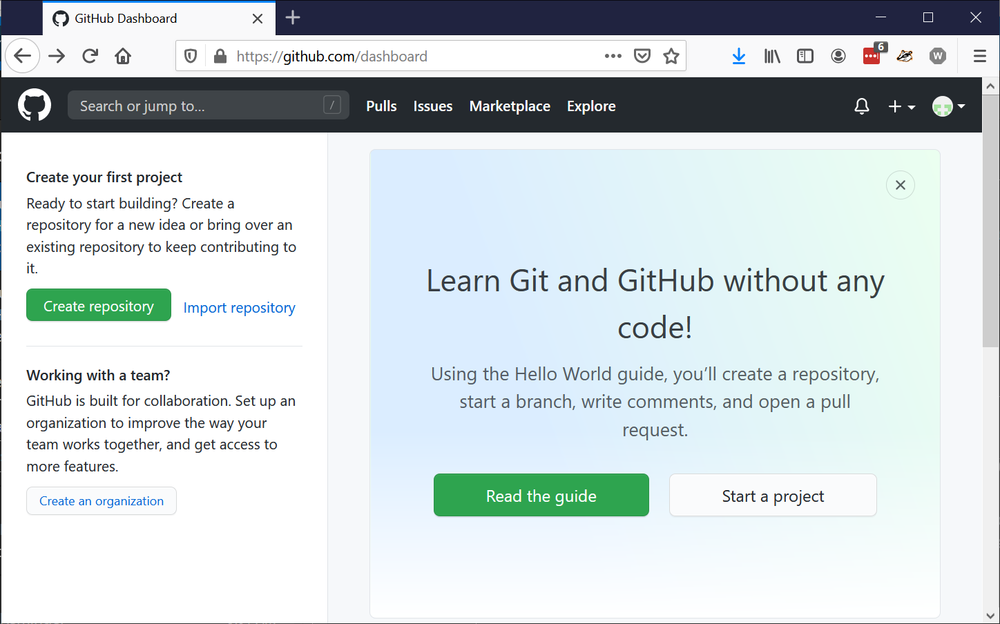 GitHub Dashboard
https://github.com/dashboard
6
W
Search or jump to...
/
Pulls
Issues
Marketplace
Explore
Create your first project
Ready to start building? Create a
repository for a new idea or bring over an
existing repository to keep contributing to
it.
Create repository
Import repository
Working with a team?
GitHub is built for collaboration. Set up an
organization to improve the way your
team works together, and get access to
more features.
Create an organization
Learn Git and GitHub without any
code!
Using the Hello World guide, you’ll create a repository,
start a branch, write comments, and open a pull
request.
Read the guide
Start a project